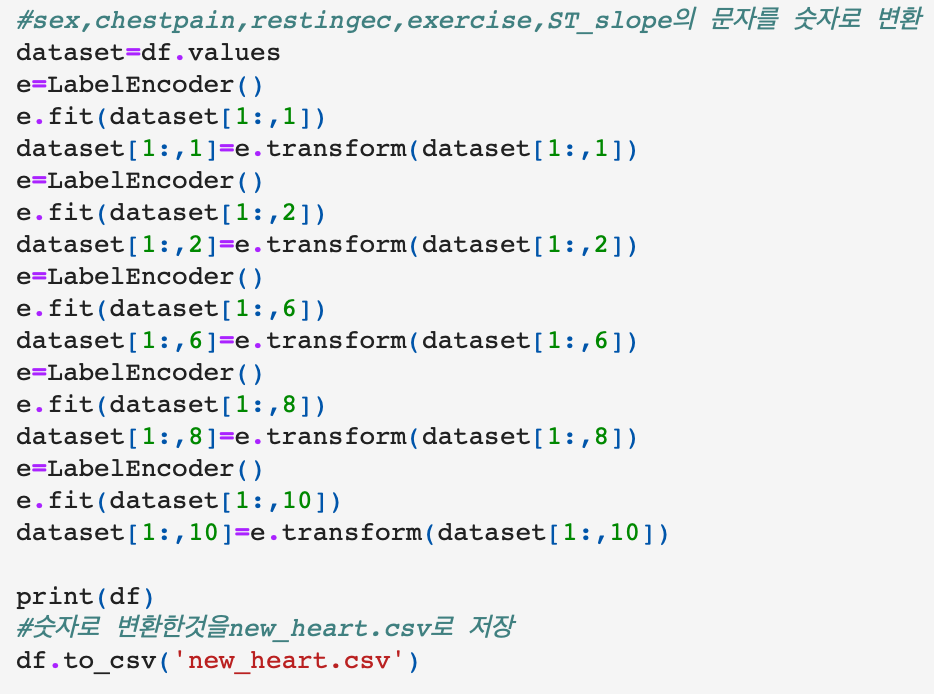 #sex,chestpain,restingec,exercise,ST_slope의 문자를 숫자로 변환
dataset=df.values
e=LabelEncoder()
e.fit(dataset[1:,1])
dataset[1:,1]=e.transform(dataset[1:,1])
e=LabelEncoder()
e.fit(dataset[1:,2])
dataset[1:,2]=e.transform(dataset[1:,2])
e=LabelEncoder()
e.fit(dataset[1:,6])
dataset[1:,6]=e.transform(dataset[1:,6])
e=LabelEncoder()
e.fit(dataset[1:,8])
dataset[1:,8]=e.transform(dataset[1:,8])
e=LabelEncoder()
e.fit(dataset[1:,10])
dataset[1:,10]=e.transform(dataset[1:,10])
print(df)
#숫자로 변환한것을new_heart.csv로 저장
df.to_csv('new_heart.csv')